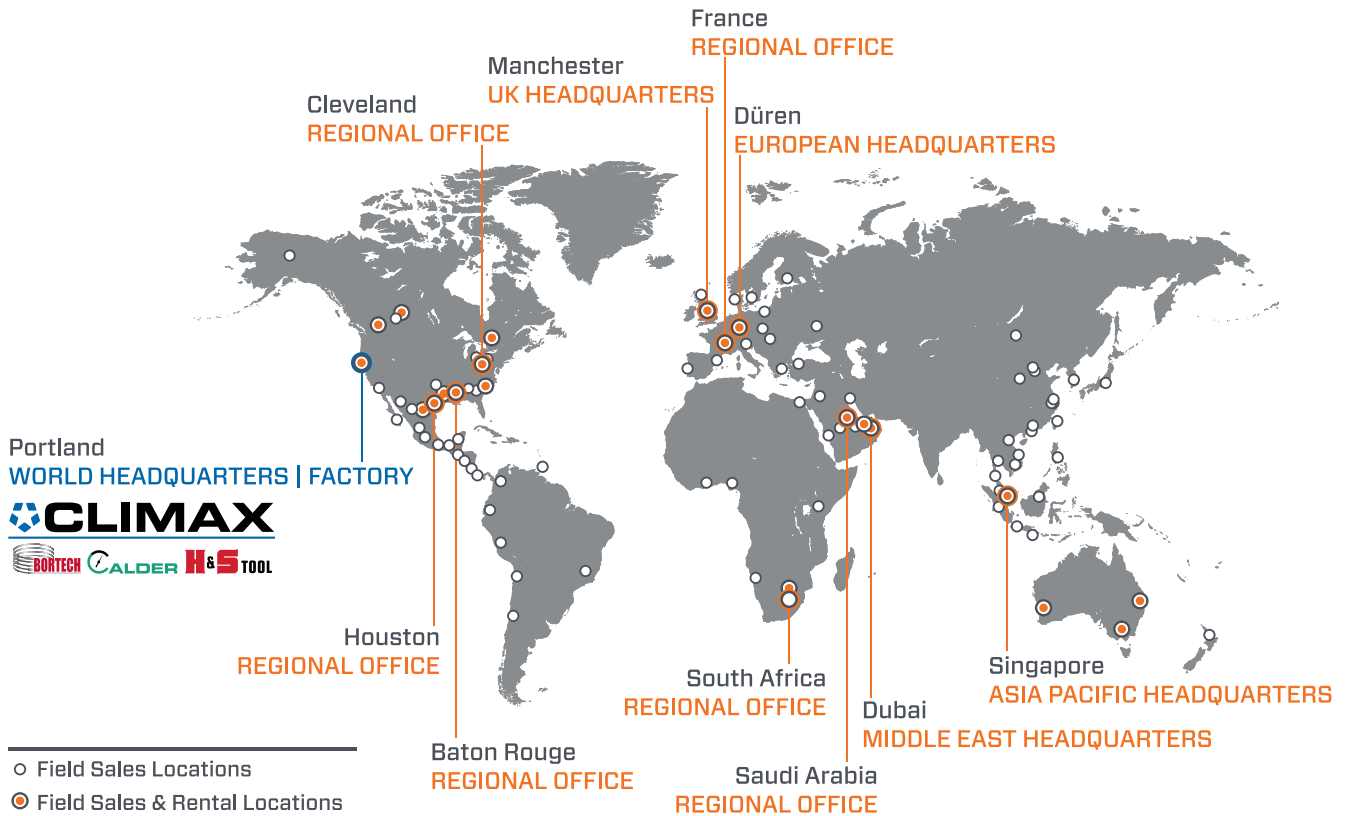 France
REGIONAL OFFICE
Manchester
UK HEADQUARTERS
Cleveland
REGIONAL OFFICE
Düren
EUROPEAN HEADQUARTERS
Portland
WORLD HEADQUARTERS | FACTORY
CLIMAX
BORTECH CALDER H&S TOOL
Houston
REGIONAL OFFICE
South Africa
REGIONAL OFFICE
Singapore
ASIA PACIFIC HEADQUARTERS
Dubai
MIDDLE EAST HEADQUARTERS
Baton Rouge
REGIONAL OFFICE
Saudi Arabia
REGIONAL OFFICE
Field Sales Locations
Field Sales & Rental Locations